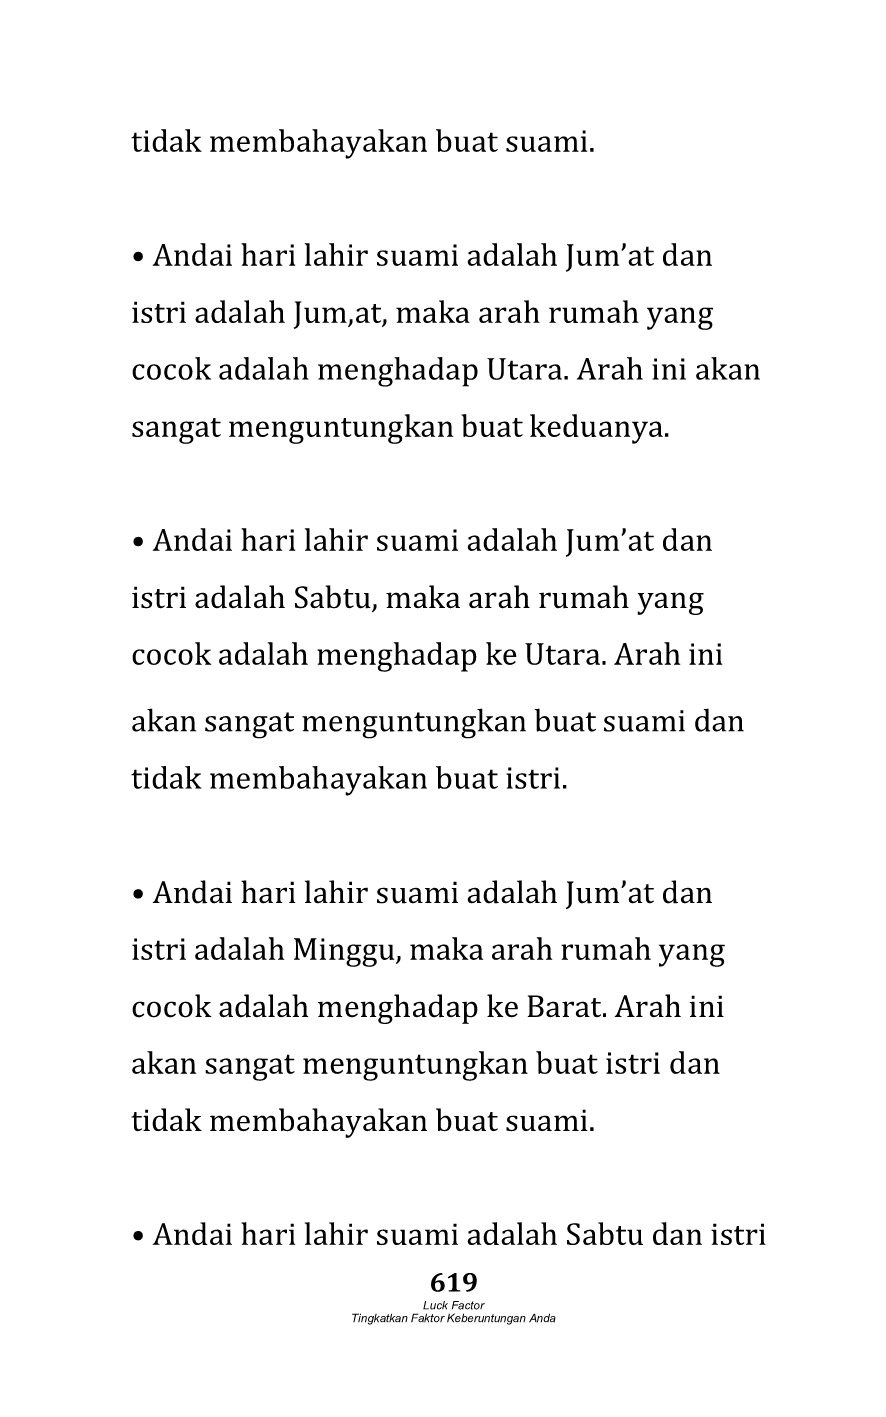 tidak membahayakan buat suami.
• Andai hari lahir suami adalah Jum’at dan
istri adalah Jum,at, maka arah rumah yang
cocok adalah menghadap Utara. Arah ini akan
sangat menguntungkan buat keduanya.
• Andai hari lahir suami adalah Jum’at dan
istri adalah Sabtu, maka arah rumah yang
cocok adalah menghadap ke Utara. Arah ini
akan sangat menguntungkan buat suami dan
tidak membahayakan buat istri.
• Andai hari lahir suami adalah Jum’at dan
istri adalah Minggu, maka arah rumah yang
cocok adalah menghadap ke Barat. Arah ini
akan sangat menguntungkan buat istri dan
tidak membahayakan buat suami.
• Andai hari lahir suami adalah Sabtu dan istri
619
Luck Factor
Tingkatkan Faktor Keberuntungan Anda